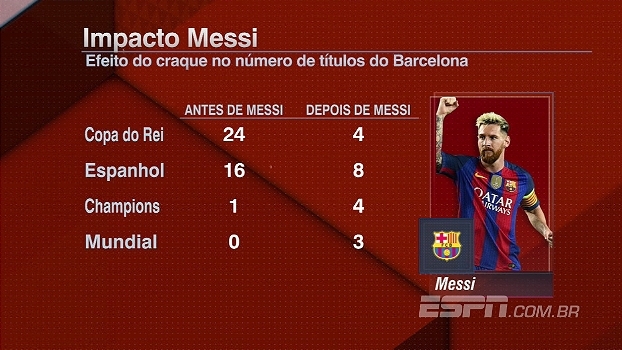 Impacto Messi
Efeito do craque no número de títulos do Barcelona
ANTES DE MESSI DEPOIS DE MESSI
Copa do Rei 24 4
Espanhol 16 8
Champions 1 4
Mundial 0 3
QATAR
AIRWAYS
Messi
ESPN.COM.BR